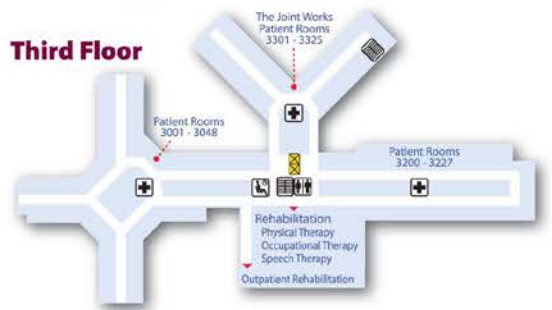 The Joint Works
Patient Rooms
3301 - 3325
Third Floor
Patient Rooms
3001 - 3048
Patient Rooms
3200 - 3227
Rehabilitation
Physical Therapy
Occupational Therapy
Speech Therapy
Outpatient Rehabilitation